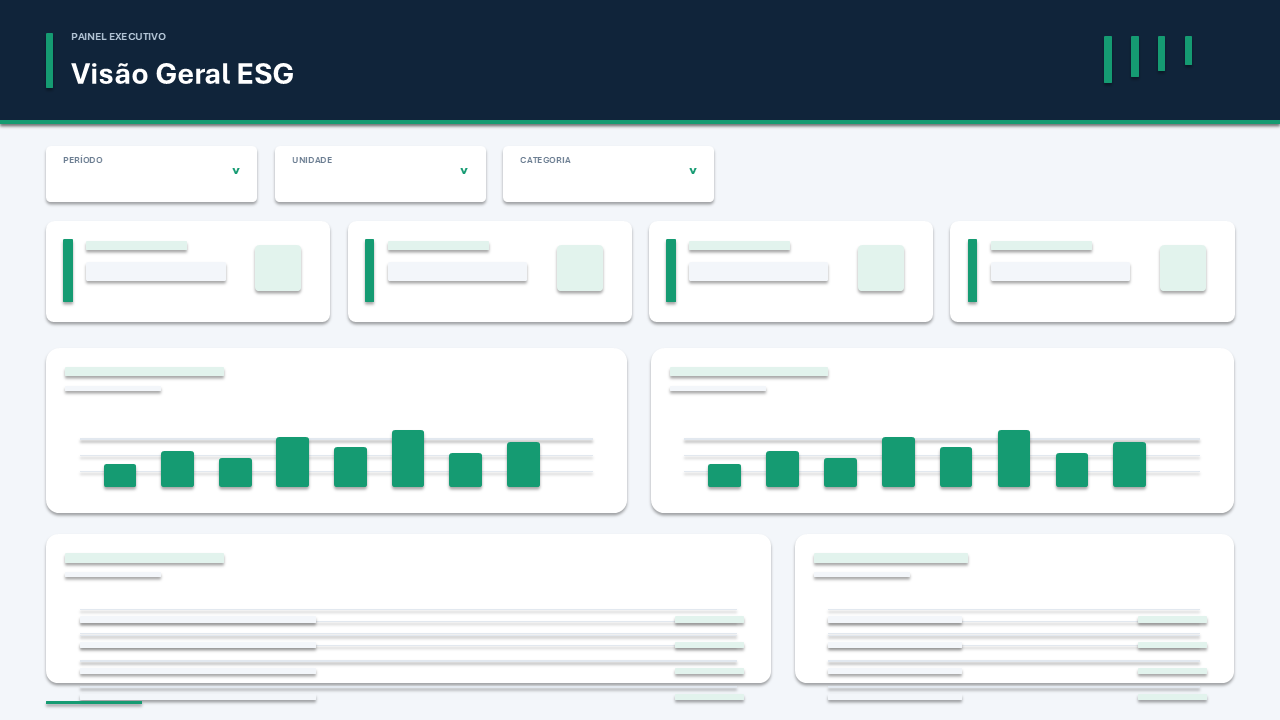 PAINEL EXECUTIVO
Visão Geral ESG
PERÍODO
v
UNIDADE
v
CATEGORIA
v